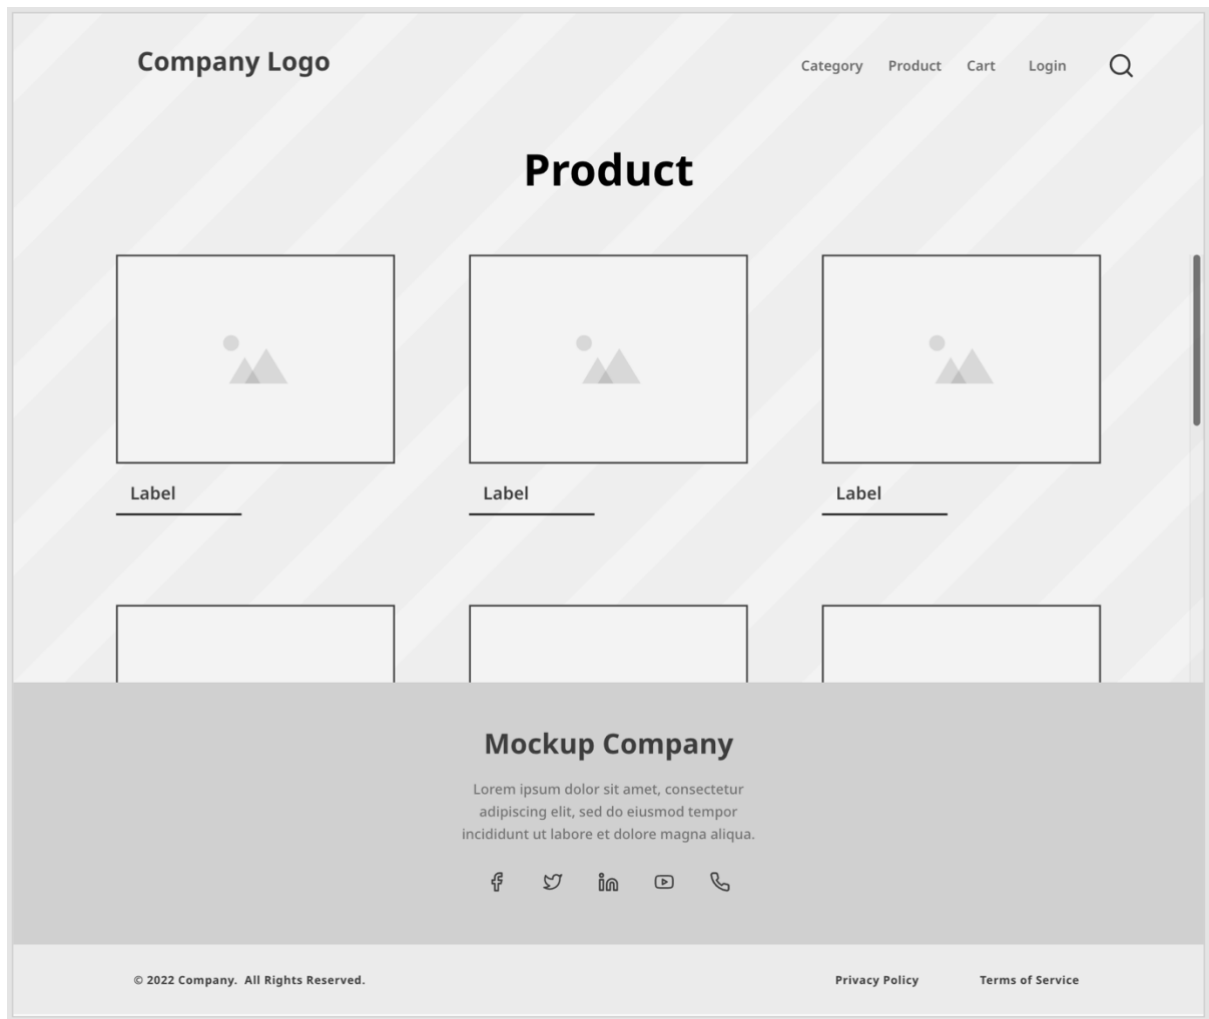 Company Logo
Category Product Cart Login
Product
Label Label Label
Mockup Company
Lorem ipsum dolor sit amet, consectetur
adipiscing elit, sed do eiusmod tempor
incididunt ut labore et dolore magna aliqua.
© 2022 Company. All Rights Reserved. Privacy Policy Terms of Service